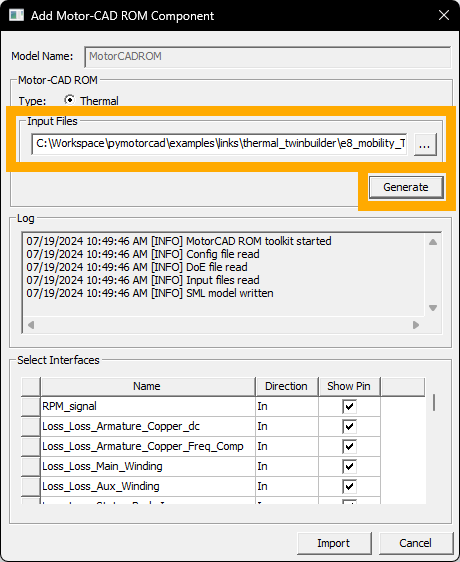 Add Motor-CAD ROM Component
Model Name: MotorCADROM
Motor-CAD ROM
Type: Thermal
Input Files
C:\Workspace\pymotorcad\examples\links\thermal_twinbuilder\e8_mobility_T
...
Generate
Log
07/19/2024 10:49:46 AM [INFO] MotorCAD ROM toolkit started
07/19/2024 10:49:46 AM [INFO] Config file read
07/19/2024 10:49:46 AM [INFO] DoE file read
07/19/2024 10:49:46 AM [INFO] Input files read
07/19/2024 10:49:46 AM [INFO] SML model written
Select Interfaces
Name Direction Show Pin
RPM_signal In
Loss_Loss_Armature_Copper_dc In
Loss_Loss_Armature_Copper_Freq_Comp In
Loss_Loss_Main_Winding In
Loss_Loss_Aux_Winding In
Import Cancel